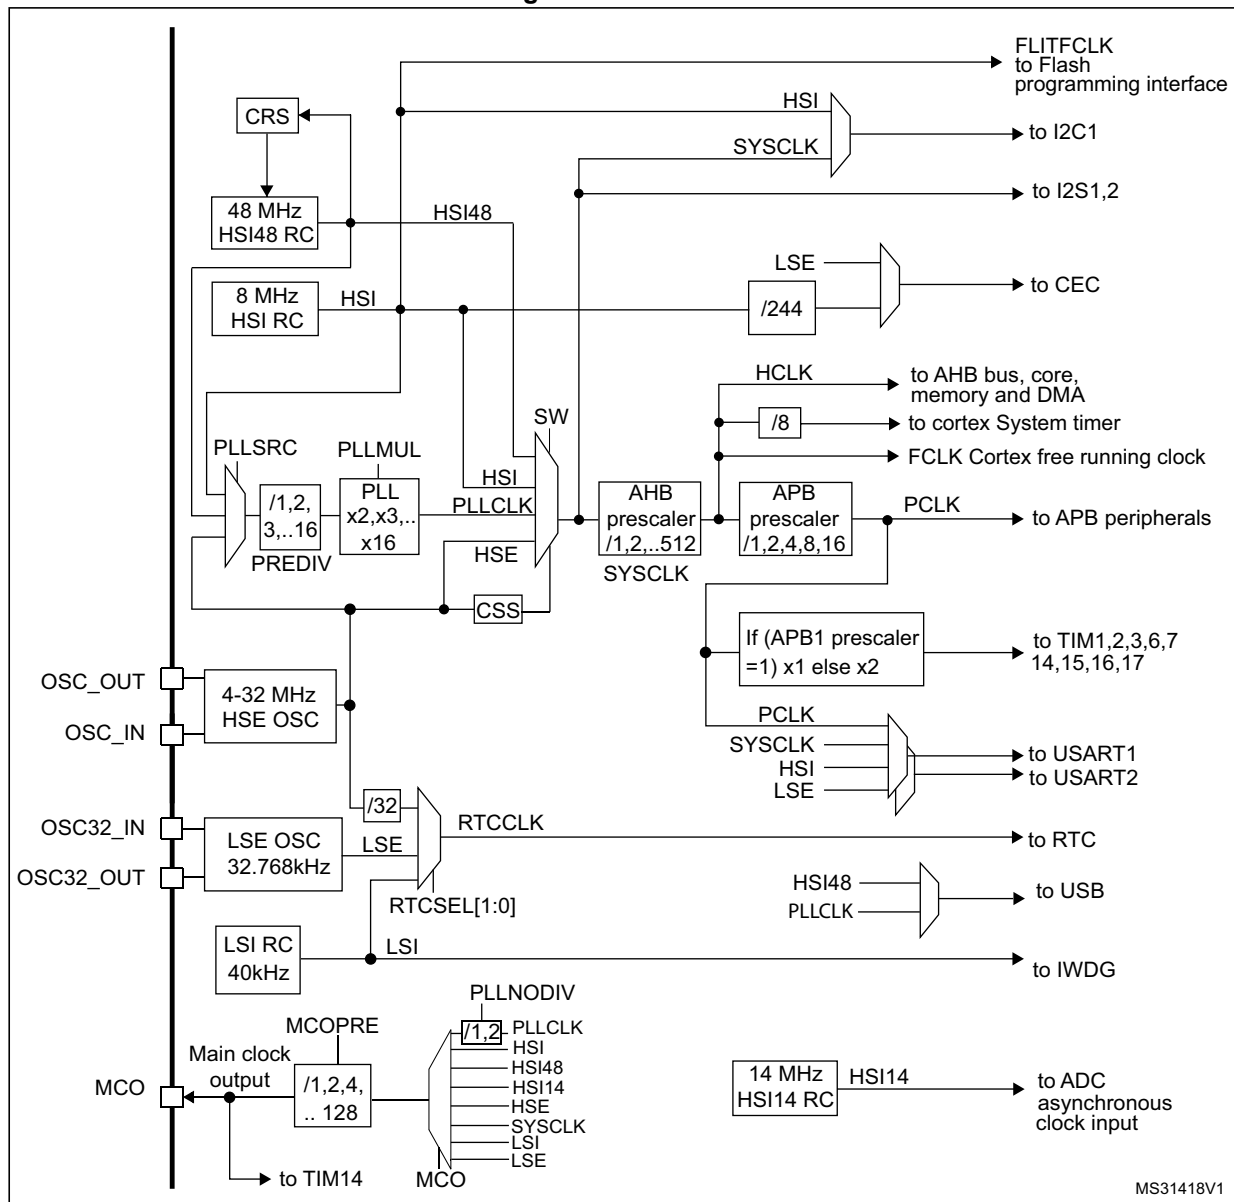 FLITFCLK
to Flash
programming interface
HSI
CRS
to I2C1
SYSCLK
to I2S1,2
48 MHz
HSI48 RC
HSI48
LSE
to CEC
8 MHz
HSI RC
HSI
/244
HCLK
to AHB bus, core,
memory and DMA
SW
/8
to cortex System timer
PLLSRC
PLLMUL
FCLK Cortex free running clock
HSI
/1,2,
3,..16
PLL
x2,x3,..
x16
PLLCLK
AHB
prescaler
/1,2,..512
APB
prescaler
/1,2,4,8,16
PCLK
to APB peripherals
PREDIV
HSE
SYSCLK
CSS
If (APB1 prescaler
=1) x1 else x2
to TIM1,2,3,6,7
14,15,16,17
OSC_OUT
4-32 MHz
HSE OSC
OSC_IN
PCLK
SYSCLK
HSI
LSE
to USART1
to USART2
/32
OSC32_IN
LSE OSC
32.768kHz
LSE
RTCCLK
to RTC
OSC32_OUT
RTCSEL[1:0]
HSI48
PLLCLK
to USB
LSI RC
40kHz
LSI
to IWDG
PLLNODIV
MCOPRE
/1,2
PLLCLK
HSI
HSI48
HSI14
HSE
SYSCLK
LSI
LSE
Main clock
output
MCO
/1,2,4,
.. 128
14 MHz
HSI14 RC
HSI14
to ADC
asynchronous
clock input
to TIM14
MCO
MS31418V1